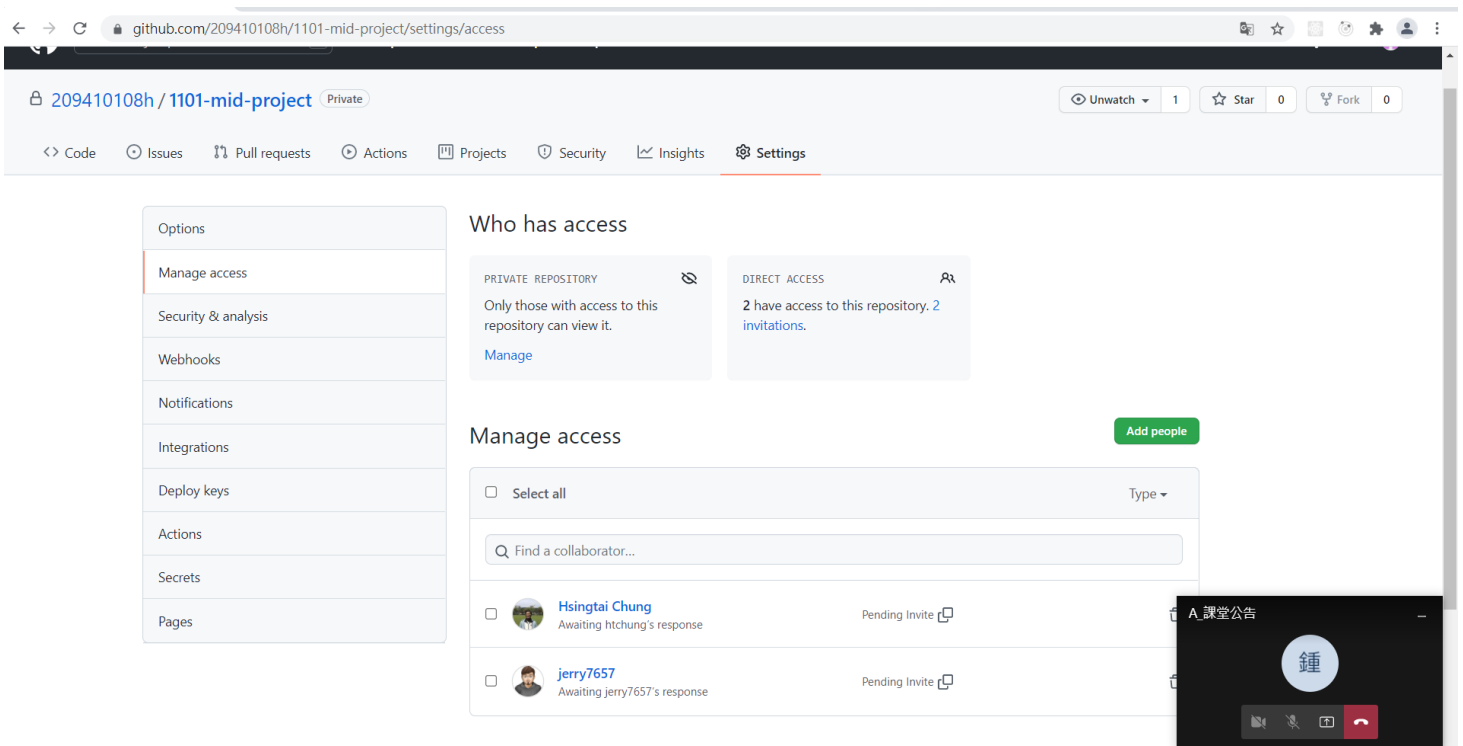 github.com/209410108h/1101-mid-project/settings/access
209410108h / 1101-mid-project Private
Unwatch 1
Star 0
Fork 0
Code
Issues
Pull requests
Actions
Projects
Security
Insights
Settings
Options
Manage access
Security & analysis
Webhooks
Notifications
Integrations
Deploy keys
Actions
Secrets
Pages
Who has access
PRIVATE REPOSITORY
Only those with access to this
repository can view it.
Manage
DIRECT ACCESS
2 have access to this repository. 2
invitations.
Manage access
Add people
Select all
Type
Find a collaborator...
Hsingtai Chung
Awaiting htchung's response
Pending Invite
jerry7657
Awaiting jerry7657's response
Pending Invite
A_課堂公告
鍾